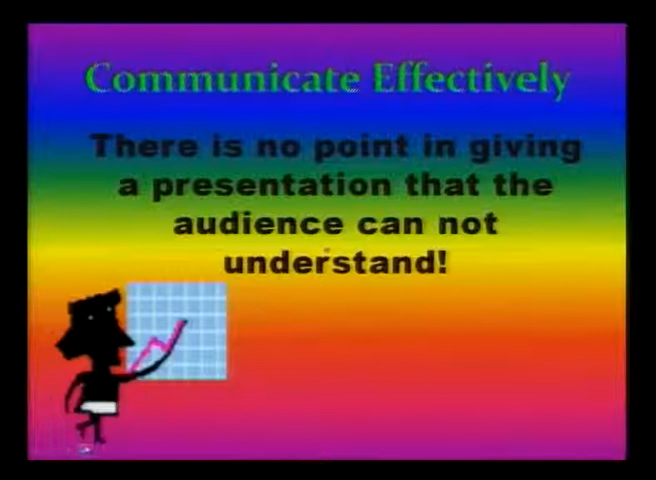 Communicate Effectively
There is no point in giving
a presentation that the
audience can not
understand!